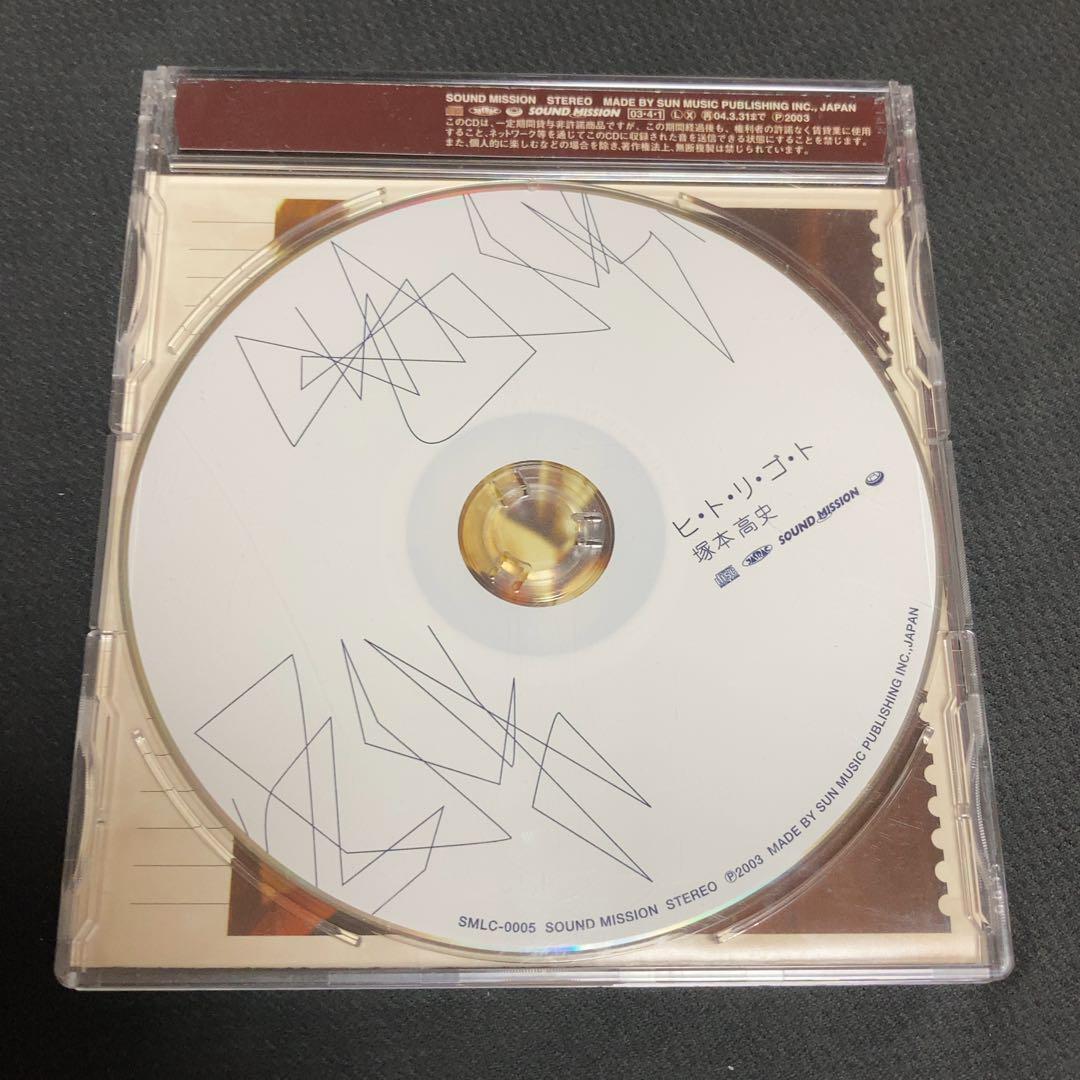 SOUND MISSION STEREO MADE BY SUN MUSIC PUBLISHING INC., JAPAN
JASRAC SOUND MISSION 03・4・1 Ⓛ Ⓧ 再 04.3.31まで Ⓟ2003
このCDは、一定期間貸与非許諾商品ですが、この期間経過後も、権利者の許諾なく賃貸業に使用
すること、ネットワーク等を通じてこのCDに収録された音を送信できる状態にすることを禁じます。
また、個人的に楽しむなどの場合を除き、著作権法上、無断複製は禁じられています。
ヒ・ト・リ・ゴ・ト
塚本高史
JASRAC SOUND MISSION
SMLC-0005 SOUND MISSION STEREO Ⓟ2003 MADE BY SUN MUSIC PUBLISHING INC.,JAPAN